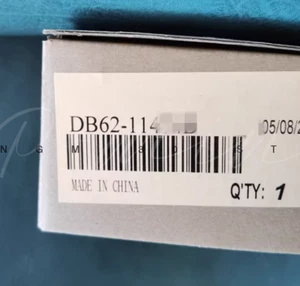 DB62-114
05/08/2
MADE IN CHINA
Q'TY: 1